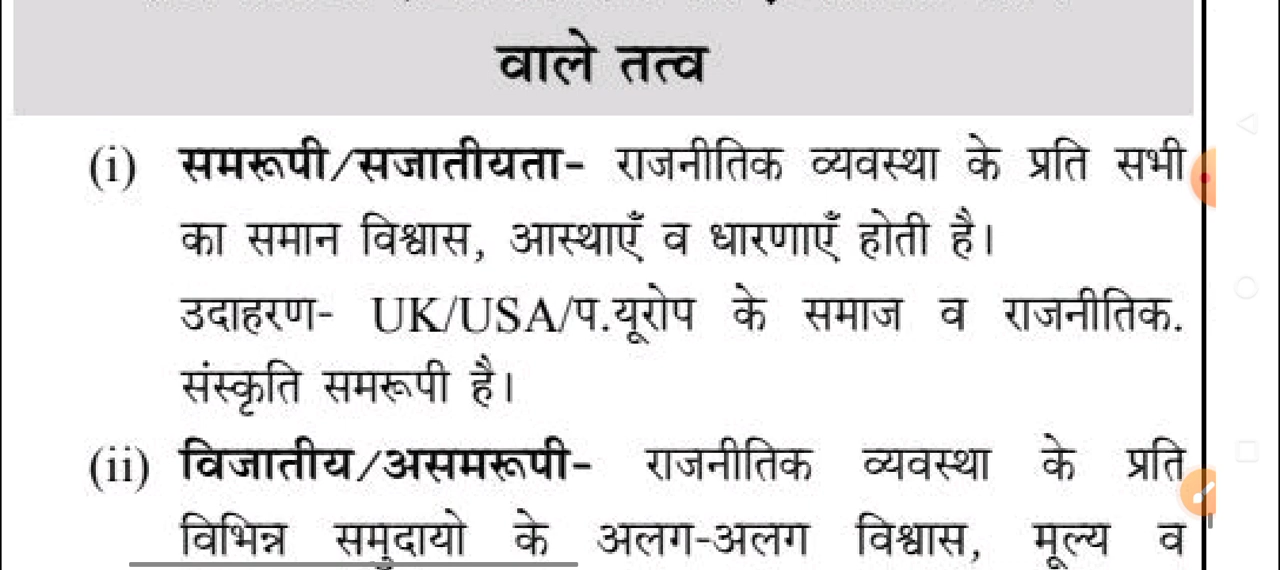 वाले तत्व
(i) समरूपी/सजातीयता- राजनीतिक व्यवस्था के प्रति सभी
का समान विश्वास, आस्थाएँ व धारणाएँ होती है।
उदाहरण- UK/USA/प.यूरोप के समाज व राजनीतिक.
संस्कृति समरूपी है।
(ii) विजातीय/असमरूपी- राजनीतिक व्यवस्था के प्रति
विभिन्न समुदायो के अलग-अलग विश्वास, मूल्य व